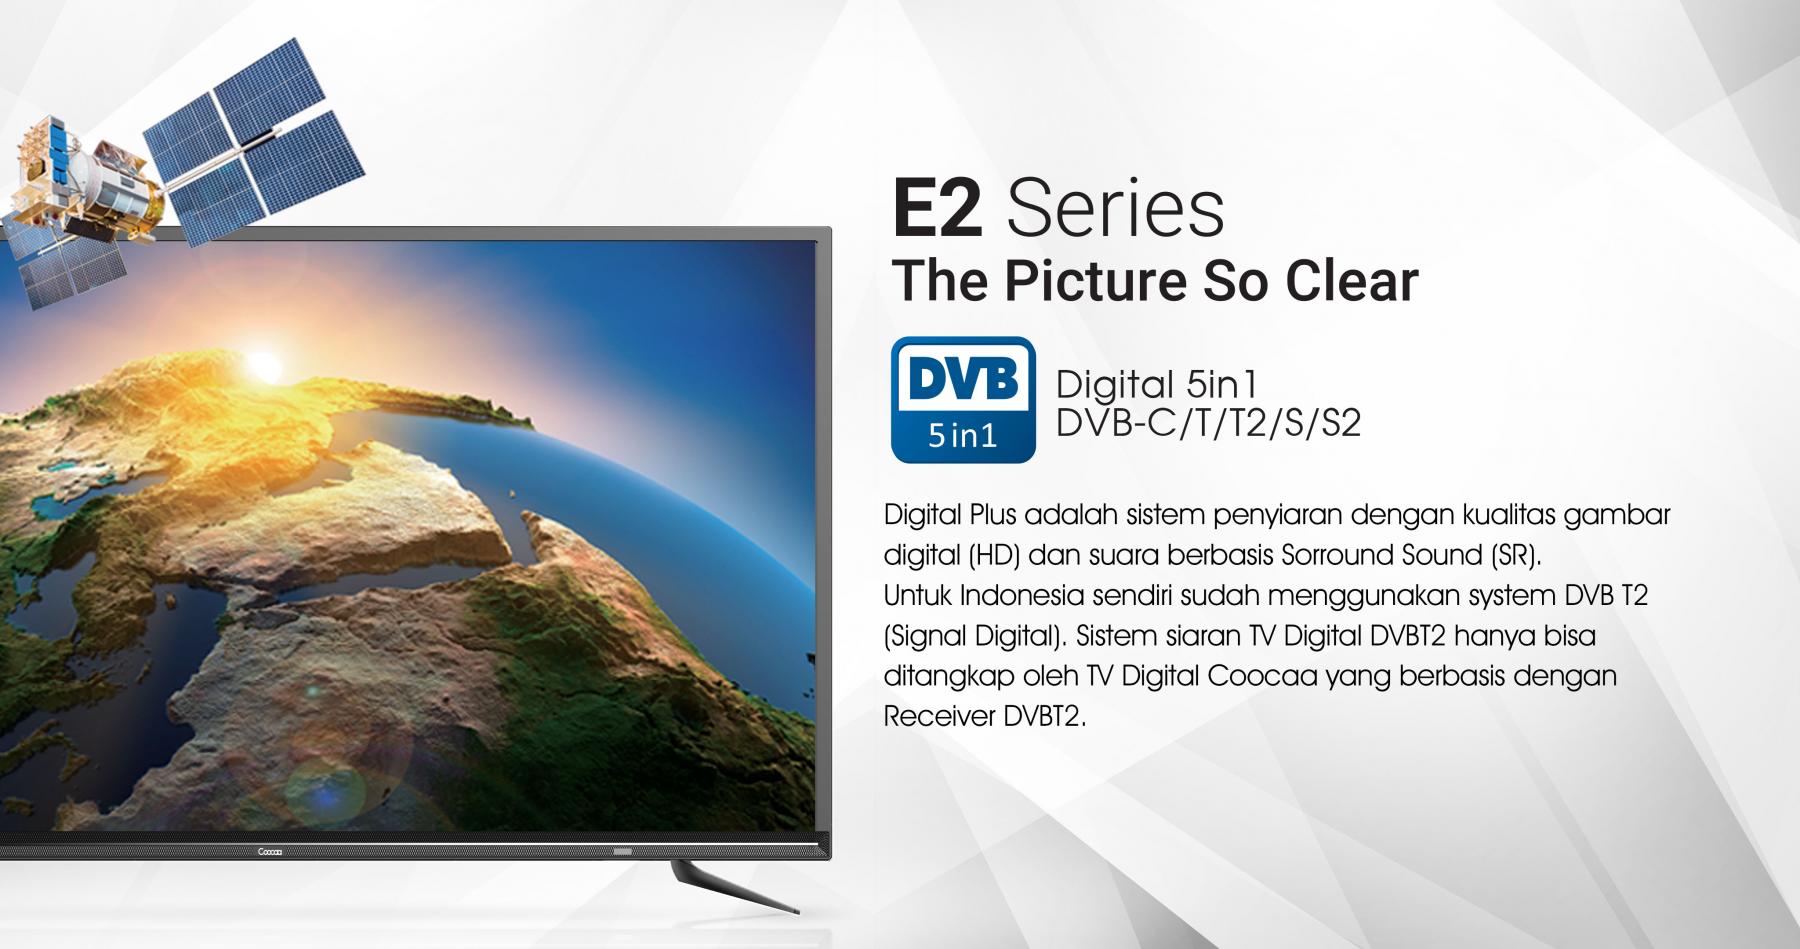 E2 Series
The Picture So Clear
DVB
5in1
Digital 5in1
DVB-C/T/T2/S/S2
Digital Plus adalah sistem penyiaran dengan kualitas gambar
digital (HD) dan suara berbasis Sorround Sound (SR).
Untuk Indonesia sendiri sudah menggunakan system DVB T2
(Signal Digital). Sistem siaran TV Digital DVBT2 hanya bisa
ditangkap oleh TV Digital Coocaa yang berbasis dengan
Receiver DVBT2.
Coocaa